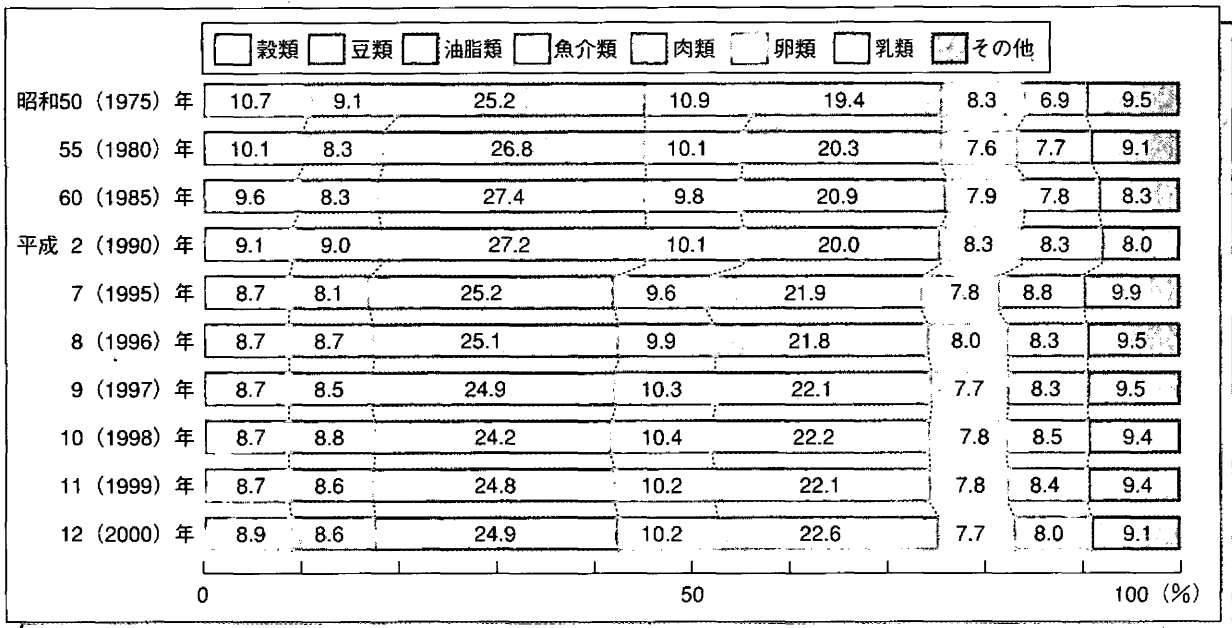 穀類 豆類 油脂類 魚介類 肉類 卵類 乳類 その他
昭和50（1975）年 10.7 9.1 25.2 10.9 19.4 8.3 6.9 9.5
55（1980）年 10.1 8.3 26.8 10.1 20.3 7.6 7.7 9.1
60（1985）年 9.6 8.3 27.4 9.8 20.9 7.9 7.8 8.3
平成 2（1990）年 9.1 9.0 27.2 10.1 20.0 8.3 8.3 8.0
7（1995）年 8.7 8.1 25.2 9.6 21.9 7.8 8.8 9.9
8（1996）年 8.7 8.7 25.1 9.9 21.8 8.0 8.3 9.5
9（1997）年 8.7 8.5 24.9 10.3 22.1 7.7 8.3 9.5
10（1998）年 8.7 8.8 24.2 10.4 22.2 7.8 8.5 9.4
11（1999）年 8.7 8.6 24.8 10.2 22.1 7.8 8.4 9.4
12（2000）年 8.9 8.6 24.9 10.2 22.6 7.7 8.0 9.1
0 50 100（%）